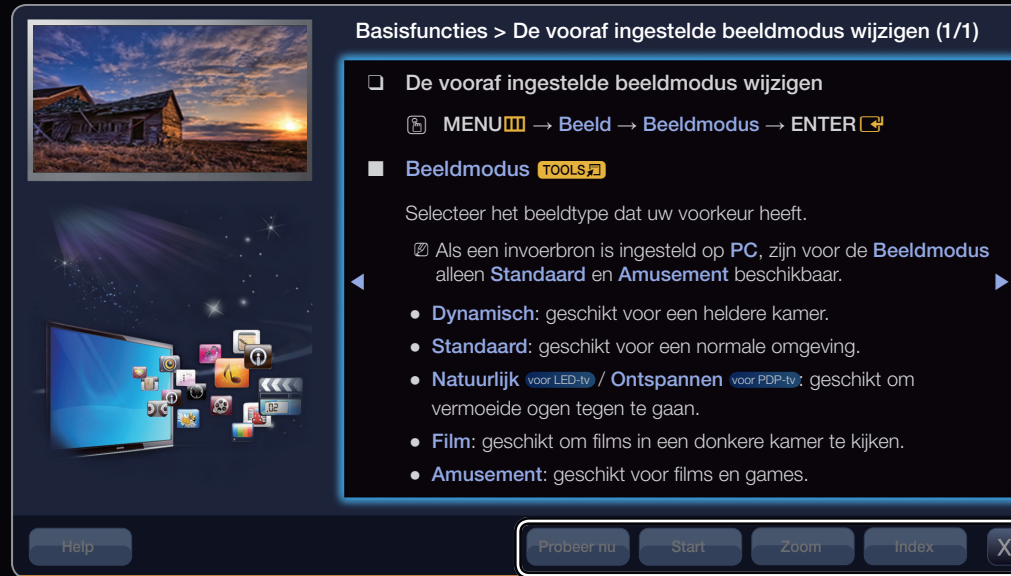 Basisfuncties > De vooraf ingestelde beeldmodus wijzigen (1/1)
❑ De vooraf ingestelde beeldmodus wijzigen
MENU → Beeld → Beeldmodus → ENTER
■ Beeldmodus TOOLS
Selecteer het beeldtype dat uw voorkeur heeft.
Als een invoerbron is ingesteld op PC, zijn voor de Beeldmodus
alleen Standaard en Amusement beschikbaar.
● Dynamisch: geschikt voor een heldere kamer.
● Standaard: geschikt voor een normale omgeving.
● Natuurlijk voor LED-tv / Ontspannen voor PDP-tv: geschikt om
vermoeide ogen tegen te gaan.
● Film: geschikt om films in een donkere kamer te kijken.
● Amusement: geschikt voor films en games.
Help Probeer nu Start Zoom Index X